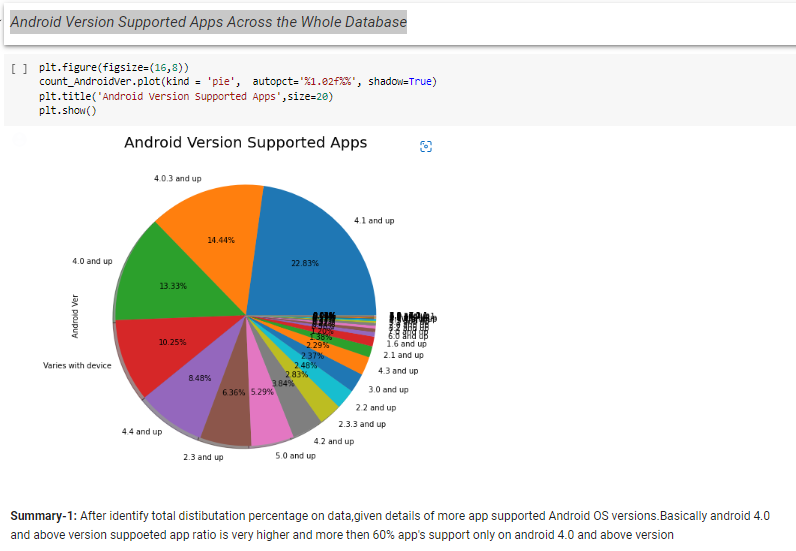 Android Version Supported Apps Across the Whole Database
[ ] plt.figure(figsize=(16,8))
count_AndroidVer.plot(kind = 'pie', autopct='%1.02f%%', shadow=True)
plt.title('Android Version Supported Apps',size=20)
plt.show()
Android Version Supported Apps
4.0.3 and up
4.1 and up
14.44%
22.83%
4.0 and up
13.33%
Android Ver
10.25%
Varies with device
8.48%
6.36%
5.29%
3.84%
2.83%
2.48%
2.37%
2.29%
1.38%
6.0 and up
1.6 and up
2.1 and up
4.3 and up
3.0 and up
2.2 and up
2.3.3 and up
4.2 and up
4.4 and up
2.3 and up
5.0 and up
Summary-1: After identify total distibutation percentage on data,given details of more app supported Android OS versions.Basically android 4.0
and above version suppoeted app ratio is very higher and more then 60% app's support only on android 4.0 and above version